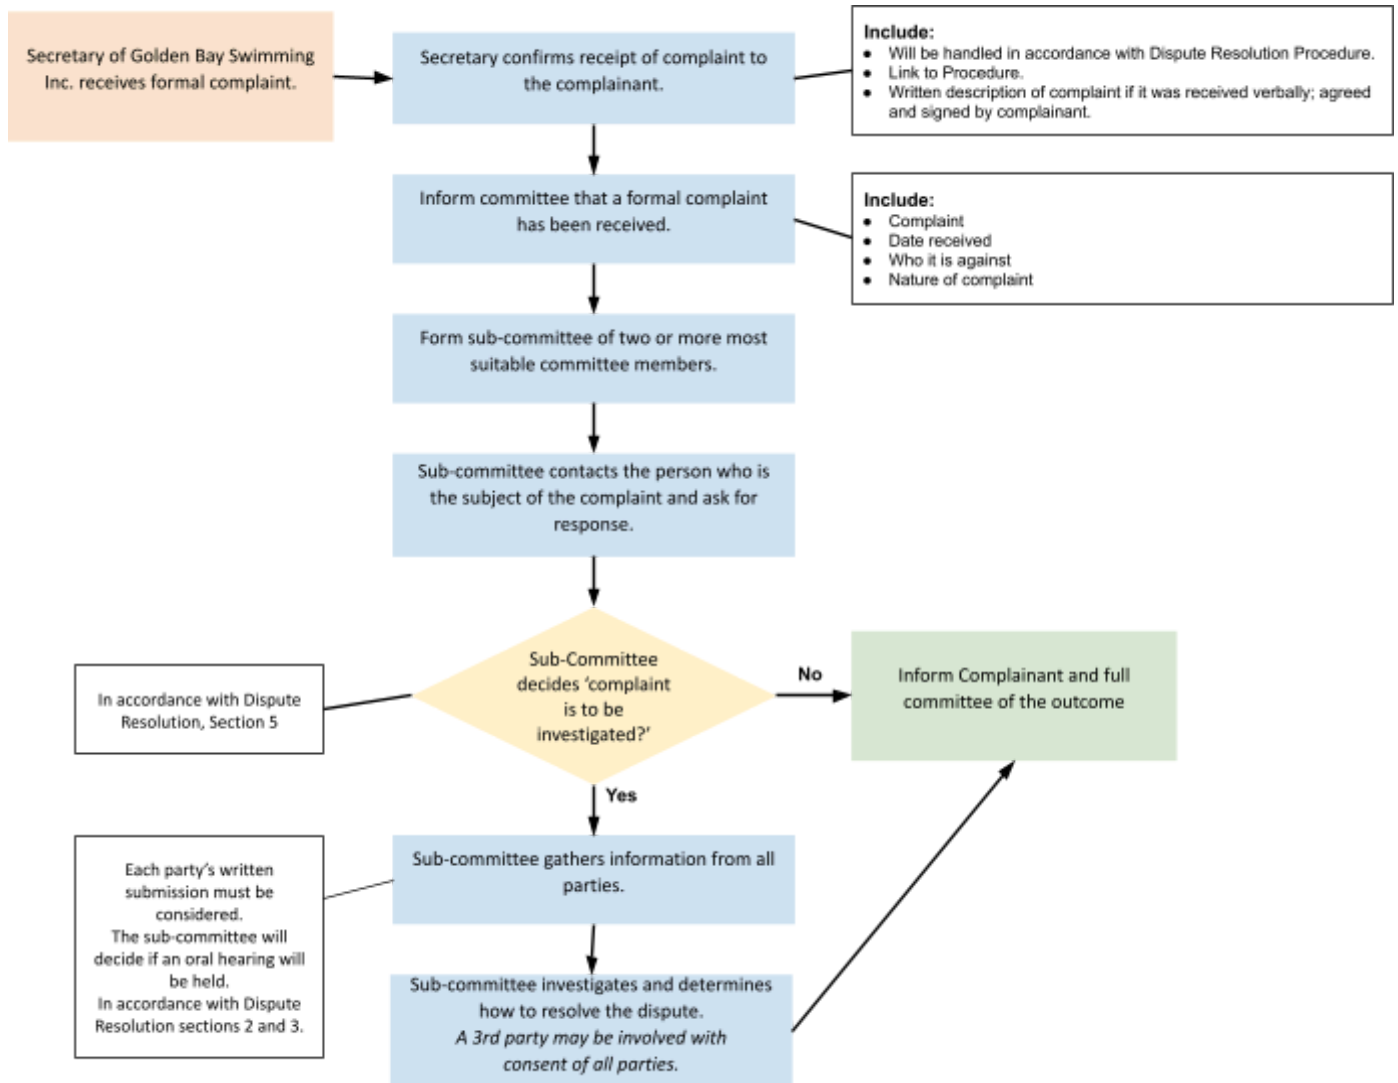 Secretary of Golden Bay Swimming
Inc. receives formal complaint.
Secretary confirms receipt of complaint to
the complainant.
Include:
● Will be handled in accordance with Dispute Resolution Procedure.
● Link to Procedure.
● Written description of complaint if it was received verbally; agreed
and signed by complainant.
Inform committee that a formal complaint
has been received.
Include:
● Complaint
● Date received
● Who it is against
● Nature of complaint
Form sub-committee of two or more most
suitable committee members.
Sub-committee contacts the person who is
the subject of the complaint and ask for
response.
In accordance with Dispute
Resolution, Section 5
Sub-Committee
decides ‘complaint
is to be
investigated?’
No
Inform Complainant and full
committee of the outcome
Yes
Each party’s written
submission must be
considered.
The sub-committee will
decide if an oral hearing will
be held.
In accordance with Dispute
Resolution sections 2 and 3.
Sub-committee gathers information from all
parties.
Sub-committee investigates and determines
how to resolve the dispute.
A 3rd party may be involved with
consent of all parties.